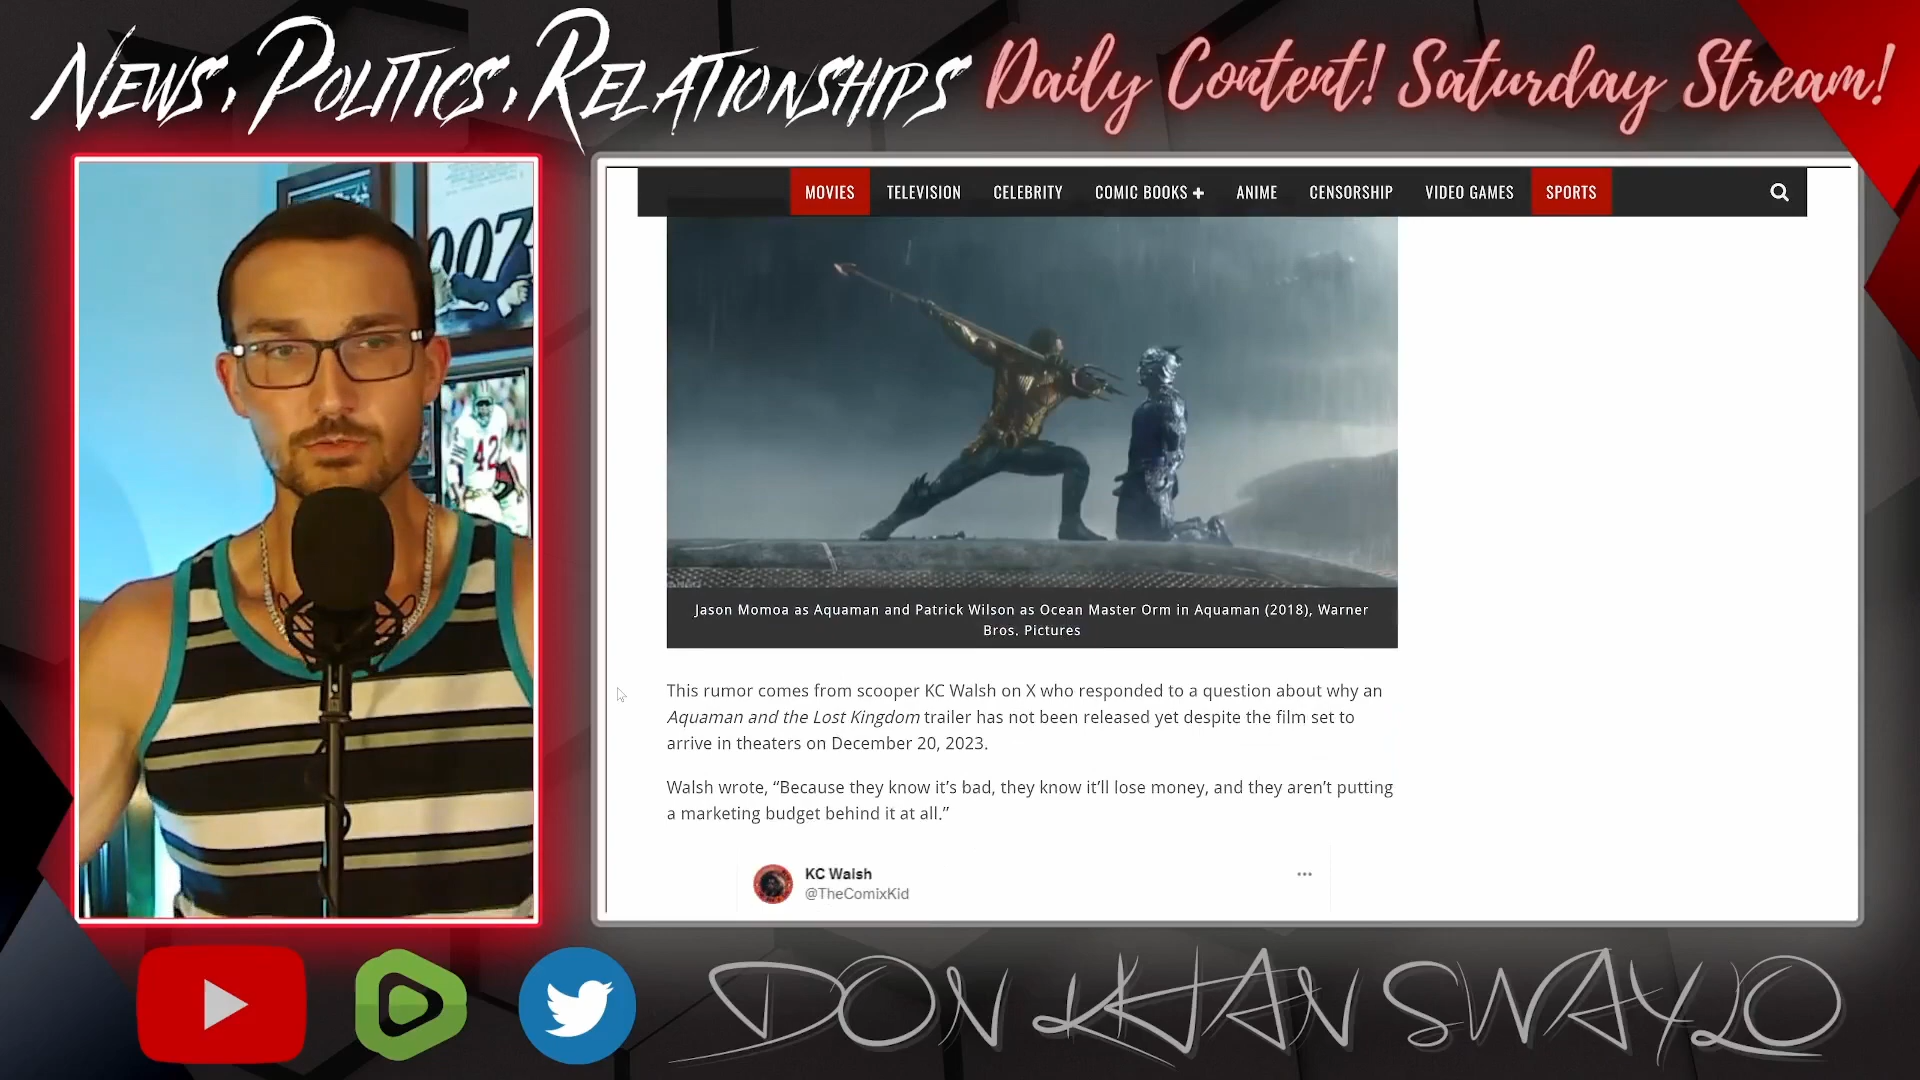 NEWS, POLITICS, RELATIONSHIPS Daily Content! Saturday Stream!
MOVIES TELEVISION CELEBRITY COMIC BOOKS + ANIME CENSORSHIP VIDEO GAMES SPORTS
007
42
Jason Momoa as Aquaman and Patrick Wilson as Ocean Master Orm in Aquaman (2018), Warner
Bros. Pictures
This rumor comes from scooper KC Walsh on X who responded to a question about why an
Aquaman and the Lost Kingdom trailer has not been released yet despite the film set to
arrive in theaters on December 20, 2023.
Walsh wrote, “Because they know it’s bad, they know it’ll lose money, and they aren’t putting
a marketing budget behind it at all.”
KC Walsh
@TheComixKid
DON KHAN SWAYLO